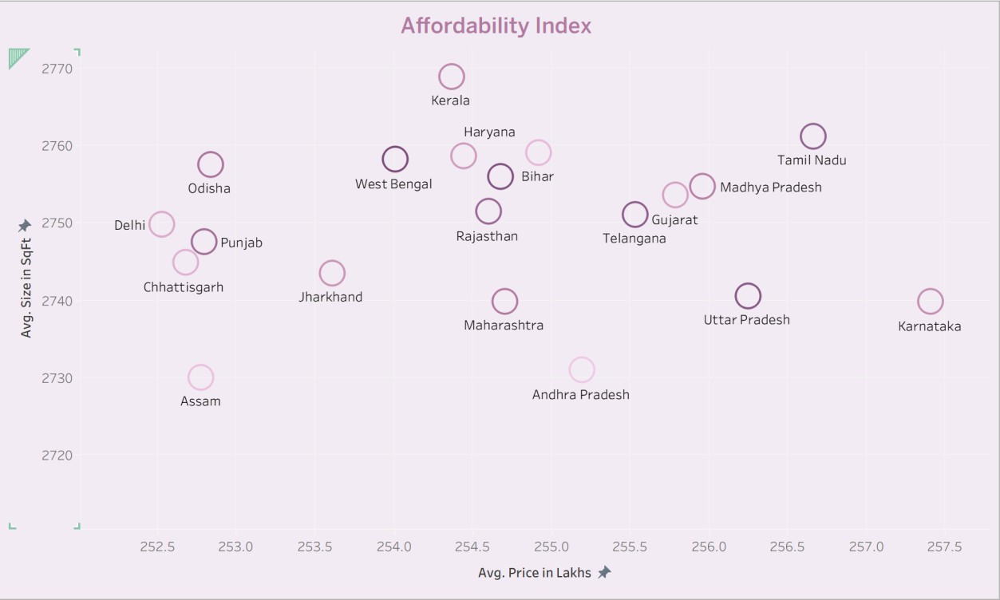 Affordability Index
2770
Kerala
Haryana
2760
Tamil Nadu
Bihar
West Bengal
Madhya Pradesh
Odisha
2750
Gujarat
Delhi
Rajasthan
Telangana
Punjab
Chhattisgarh
Jharkhand
2740
Uttar Pradesh
Maharashtra
Karnataka
2730
Andhra Pradesh
Assam
2720
Avg. Size in SqFt
252.5 253.0 253.5 254.0 254.5 255.0 255.5 256.0 256.5 257.0 257.5
Avg. Price in Lakhs